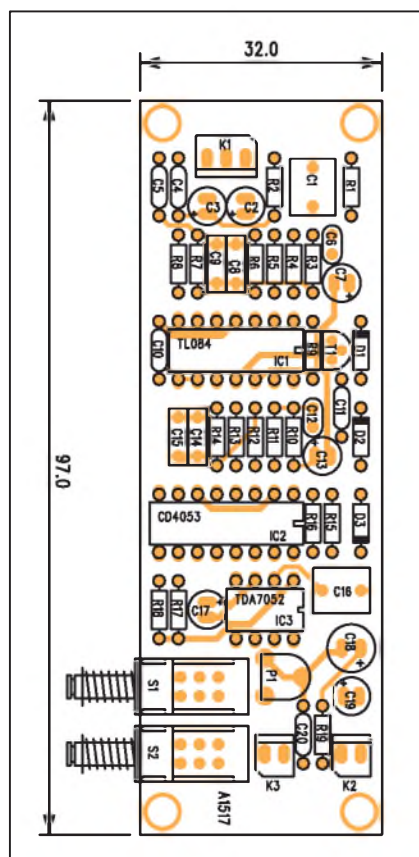 32.0
97.0
K1
C5
C4
C3
C2
R2
C1
R1
R8
R7
C9
C8
R6
R5
R4
R3
C6
C7
C10
TL084
IC1
R9
T1
D1
C15
C14
R14
R13
R12
R11
R10
C12
C13
C11
D2
CD4053
IC2
R16
R15
D3
R18
R17
C17
TDA7052
IC3
C16
S1
P1
C18
C19
S2
K3
C20
R19
K2
A1517